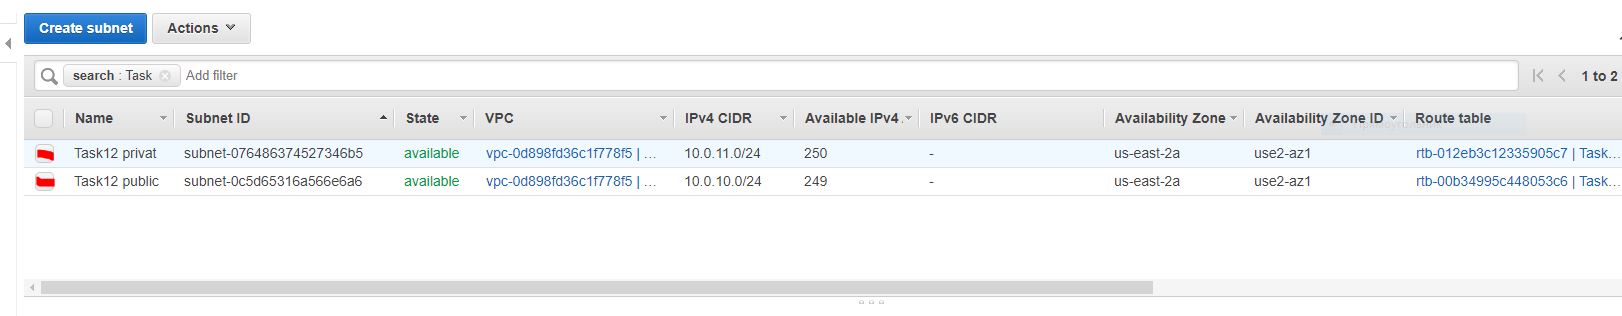 Create subnet Actions
search : Task Add filter 1 to 2
Name Subnet ID State VPC IPv4 CIDR Available IPv4 IPv6 CIDR Availability Zone Availability Zone ID Route table
Task12 privat subnet-076486374527346b5 available vpc-0d898fd36c1f778f5 | ... 10.0.11.0/24 250 - us-east-2a use2-az1 rtb-012eb3c12335905c7 | Task...
Task12 public subnet-0c5d65316a566e6a6 available vpc-0d898fd36c1f778f5 | ... 10.0.10.0/24 249 - us-east-2a use2-az1 rtb-00b34995c448053c6 | Task...